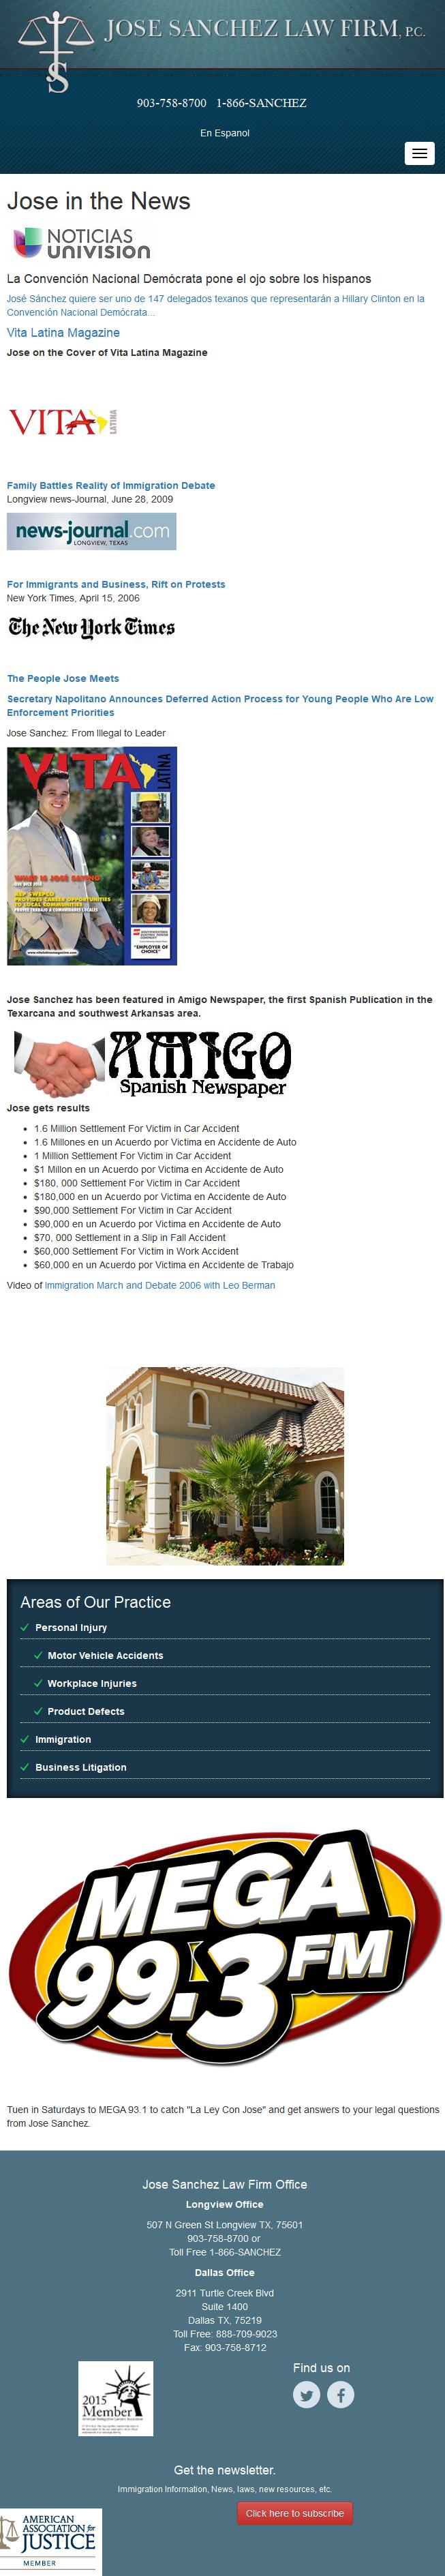 JOSE SANCHEZ LAW FIRM, P.C.
903-758-8700 1-866-SANCHEZ
En Espanol
Jose in the News
NOTICIAS
UNIVISION
La Convención Nacional Demócrata pone el ojo sobre los hispanos
José Sánchez quiere ser uno de 147 delegados texanos que representarán a Hillary Clinton en la
Convención Nacional Demócrata...
Vita Latina Magazine
Jose on the Cover of Vita Latina Magazine
VITA LATINA
Family Battles Reality of Immigration Debate
Longview news-Journal, June 28, 2009
news-journal.com
LONGVIEW, TEXAS
For Immigrants and Business, Rift on Protests
New York Times, April 15, 2006
The New York Times
The People Jose Meets
Secretary Napolitano Announces Deferred Action Process for Young People Who Are Low
Enforcement Priorities
Jose Sanchez: From Illegal to Leader
VITA LATINA
WHAT IS JOSÉ SAYING
AEP SWEPCO
PROVIDES CAREER OPPORTUNITIES
TO LOCAL COMMUNITIES
"EMPLOYER OF
CHOICE"
Jose Sanchez has been featured in Amigo Newspaper, the first Spanish Publication in the
Texarcana and southwest Arkansas area.
AMIGO
Spanish Newspaper
Jose gets results
1.6 Million Settlement For Victim in Car Accident
1.6 Millones en un Acuerdo por Victima en Accidente de Auto
1 Million Settlement For Victim in Car Accident
$1 Millon en un Acuerdo por Victima en Accidente de Auto
$180, 000 Settlement For Victim in Car Accident
$180,000 en un Acuerdo por Victima en Accidente de Auto
$90,000 Settlement For Victim in Car Accident
$90,000 en un Acuerdo por Victima en Accidente de Auto
$70, 000 Settlement in a Slip in Fall Accident
$60,000 Settlement For Victim in Work Accident
$60,000 en un Acuerdo por Victima en Accidente de Trabajo
Video of Immigration March and Debate 2006 with Leo Berman
Areas of Our Practice
Personal Injury
Motor Vehicle Accidents
Workplace Injuries
Product Defects
Immigration
Business Litigation
MEGA
99.3 FM
Tuen in Saturdays to MEGA 93.1 to catch "La Ley Con Jose" and get answers to your legal questions
from Jose Sanchez.
Jose Sanchez Law Firm Office
Longview Office
507 N Green St Longview TX, 75601
903-758-8700 or
Toll Free 1-866-SANCHEZ
Dallas Office
2911 Turtle Creek Blvd
Suite 1400
Dallas TX, 75219
Toll Free: 888-709-9023
Fax: 903-758-8712
2015
Member
Find us on
Get the newsletter.
Immigration Information, News, laws, new resources, etc.
Click here to subscribe
AMERICAN
ASSOCIATION for
JUSTICE
MEMBER